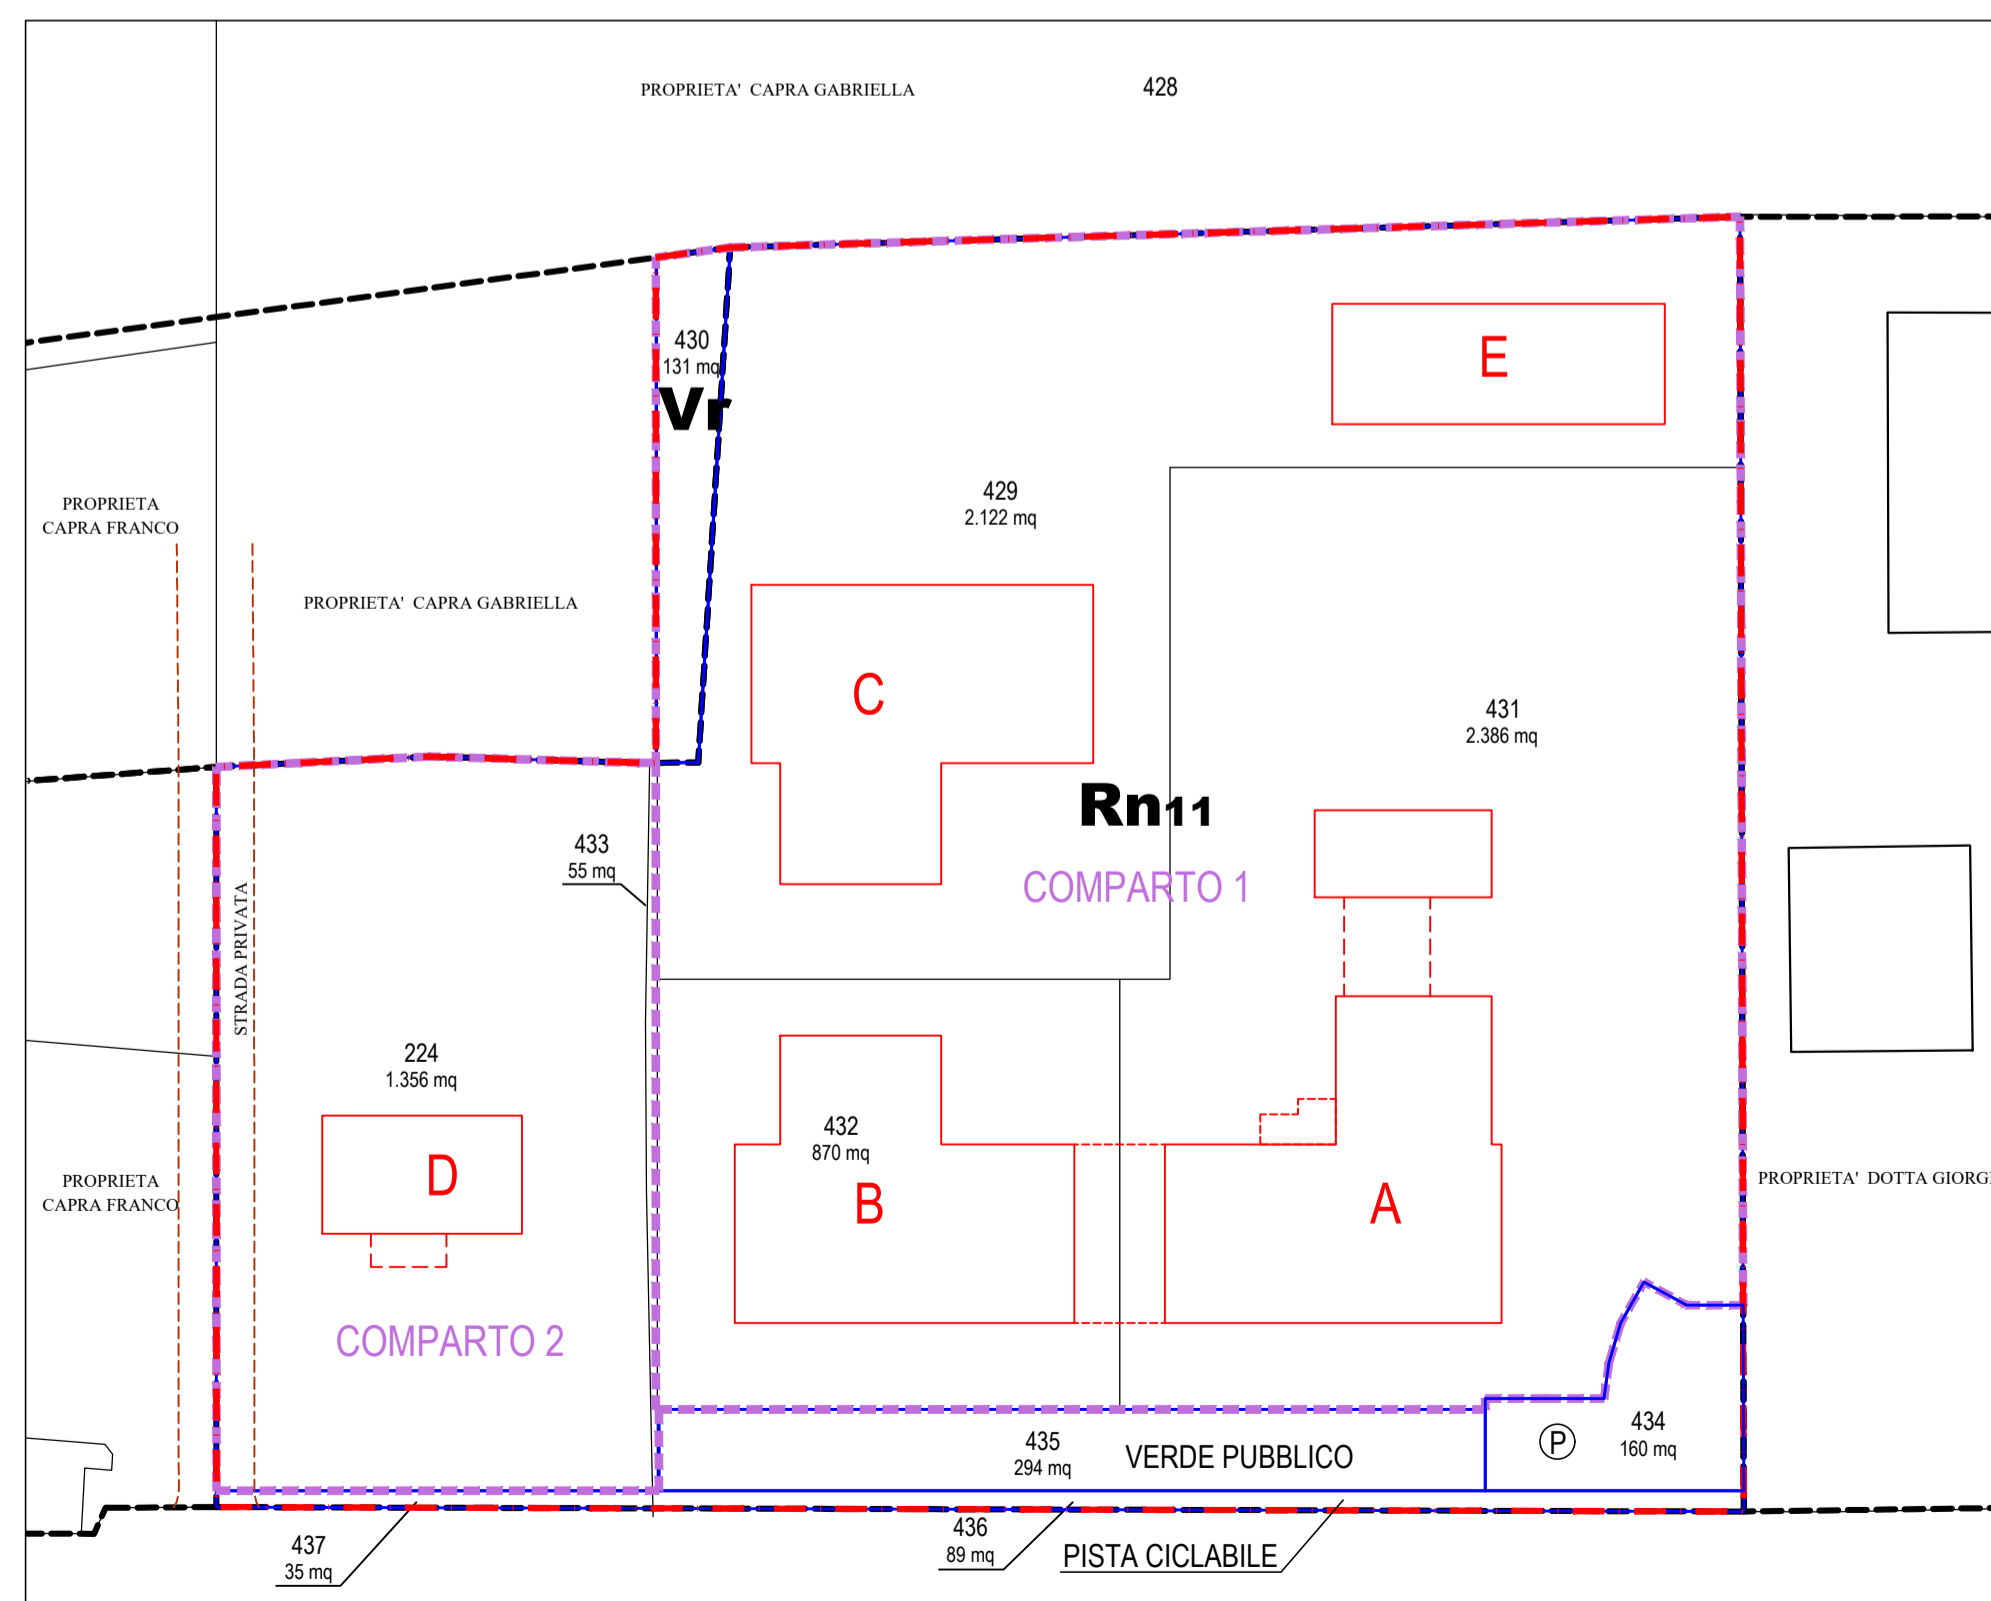 PROPRIETA' CAPRA GABRIELLA
428
430
131 mq
Vr
E
429
2.122 mq
PROPRIETA
CAPRA FRANCO
PROPRIETA' CAPRA GABRIELLA
C
431
2.386 mq
Rn11
COMPARTO 1
433
55 mq
STRADA PRIVATA
224
1.356 mq
432
870 mq
D
B
A
PROPRIETA
CAPRA FRANCO
PROPRIETA' DOTTA GIORG
COMPARTO 2
435
294 mq
VERDE PUBBLICO
P
434
160 mq
437
35 mq
436
89 mq
PISTA CICLABILE